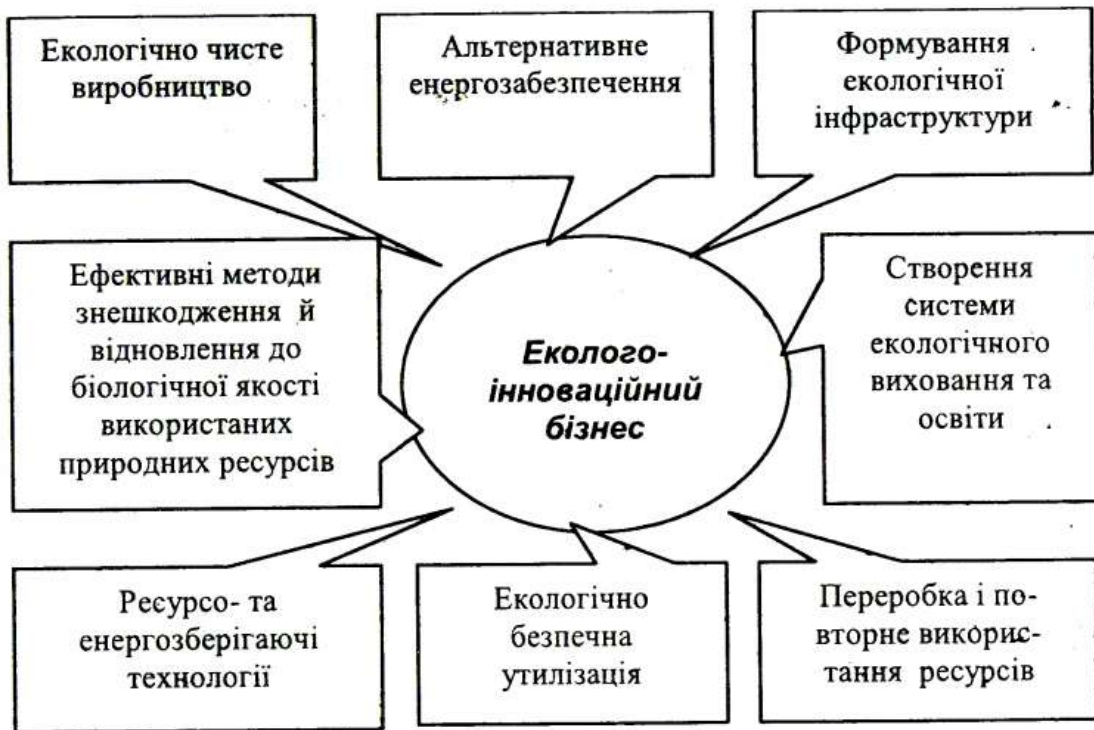 Екологічно чисте
виробництво
Альтернативне
енергозабезпечення
Формування
екологічної
інфраструктури
Ефективні методи
знешкодження й
відновлення до
біологічної якості
використаних
природних ресурсів
Еколого-
інноваційний
бізнес
Створення
системи
екологічного
виховання та
освіти
Ресурсо- та
енергозберігаючі
технології
Екологічно
безпечна
утилізація
Переробка і по-
вторне викорис-
тання ресурсів